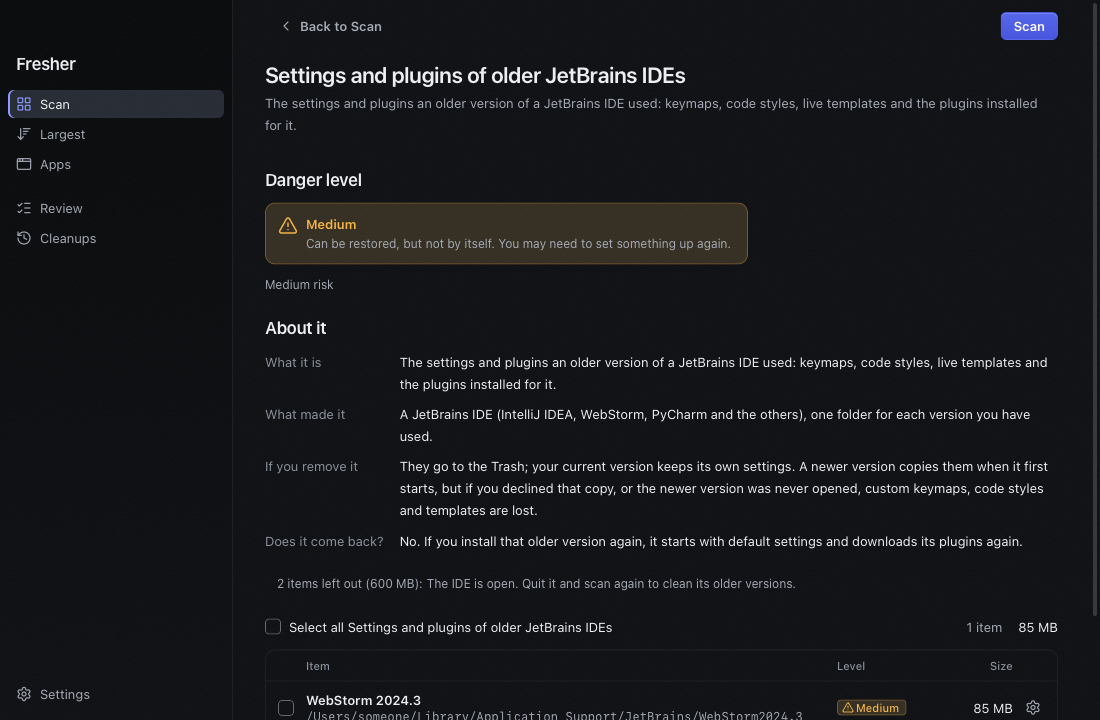 Back to Scan
Scan
Fresher
Scan
Largest
Apps
Review
Cleanups
Settings
Settings and plugins of older JetBrains IDEs
The settings and plugins an older version of a JetBrains IDE used: keymaps, code styles, live templates and the plugins installed
for it.
Danger level
Medium
Can be restored, but not by itself. You may need to set something up again.
Medium risk
About it
What it is
The settings and plugins an older version of a JetBrains IDE used: keymaps, code styles, live templates and
the plugins installed for it.
What made it
A JetBrains IDE (IntelliJ IDEA, WebStorm, PyCharm and the others), one folder for each version you have
used.
If you remove it
They go to the Trash; your current version keeps its own settings. A newer version copies them when it first
starts, but if you declined that copy, or the newer version was never opened, custom keymaps, code styles
and templates are lost.
Does it come back?
No. If you install that older version again, it starts with default settings and downloads its plugins again.
2 items left out (600 MB): The IDE is open. Quit it and scan again to clean its older versions.
Select all Settings and plugins of older JetBrains IDEs
1 item
85 MB
Item
Level
Size
WebStorm 2024.3
/Users/someone/Library/Application Support/JetBrains/WebStorm2024.3
Medium
85 MB